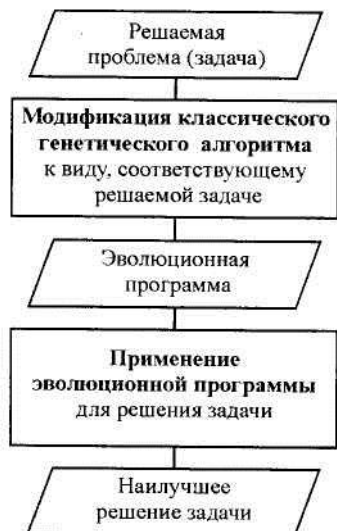 Решаемая
проблема (задача)
Модификация классического
генетического алгоритма
к виду, соответствующему
решаемой задаче
Эволюционная
программа
Применение
эволюционной программы
для решения задачи
Наилучшее
решение задачи